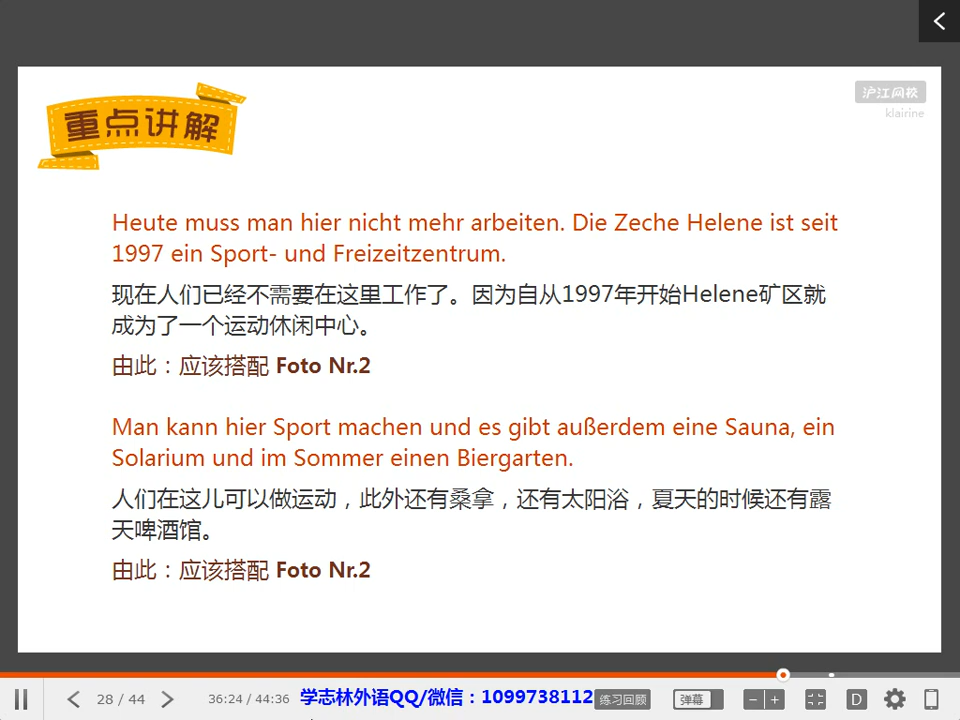 重点讲解
沪江网校
klairine
Heute muss man hier nicht mehr arbeiten. Die Zeche Helene ist seit
1997 ein Sport- und Freizeitzentrum.
现在人们已经不需要在这里工作了。因为自从1997年开始Helene矿区就
成为了一个运动休闲中心。
由此：应该搭配 Foto Nr.2
Man kann hier Sport machen und es gibt außerdem eine Sauna, ein
Solarium und im Sommer einen Biergarten.
人们在这儿可以做运动，此外还有桑拿，还有太阳浴，夏天的时候还有露
天啤酒馆。
由此：应该搭配 Foto Nr.2
28 / 44
36:24 / 44:36
学志林外语QQ/微信：1099738112
练习回顾
弹幕
D